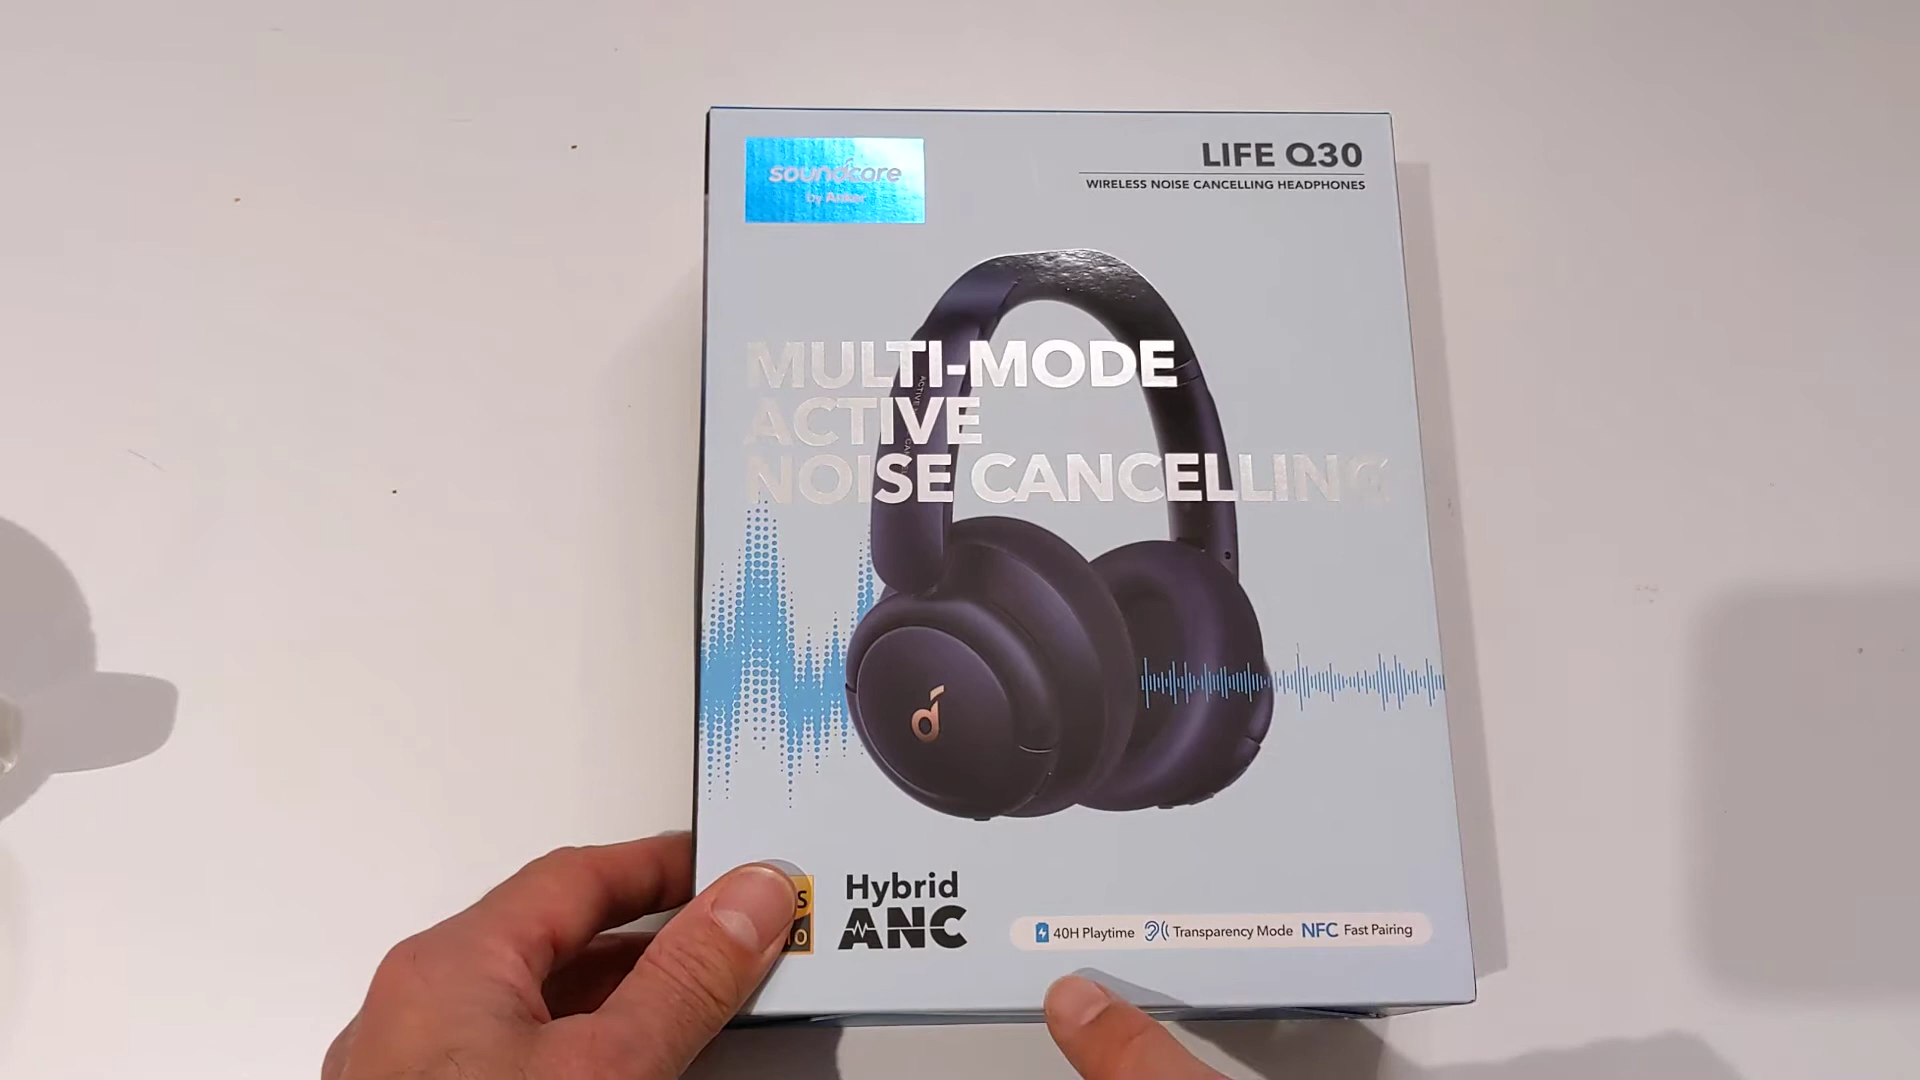 soundcore
by Anker
LIFE Q30
WIRELESS NOISE CANCELLING HEADPHONES
MULTI-MODE
ACTIVE
NOISE CANCELLING
Hybrid
ANC
40H Playtime Transparency Mode NFC Fast Pairing